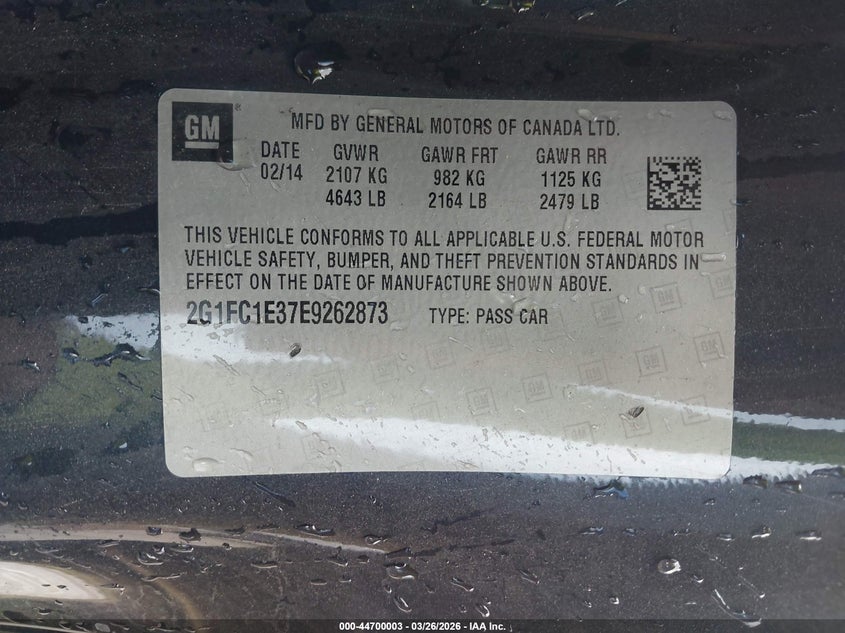 GM
MFD BY GENERAL MOTORS OF CANADA LTD.
DATE GVWR GAWR FRT GAWR RR
02/14 2107 KG 982 KG 1125 KG
4643 LB 2164 LB 2479 LB
THIS VEHICLE CONFORMS TO ALL APPLICABLE U.S. FEDERAL MOTOR
VEHICLE SAFETY, BUMPER, AND THEFT PREVENTION STANDARDS IN
EFFECT ON THE DATE OF MANUFACTURE SHOWN ABOVE.
2G1FC1E37E9262873 TYPE: PASS CAR
000-44700003 | 03/26/2026 - IAA Inc.